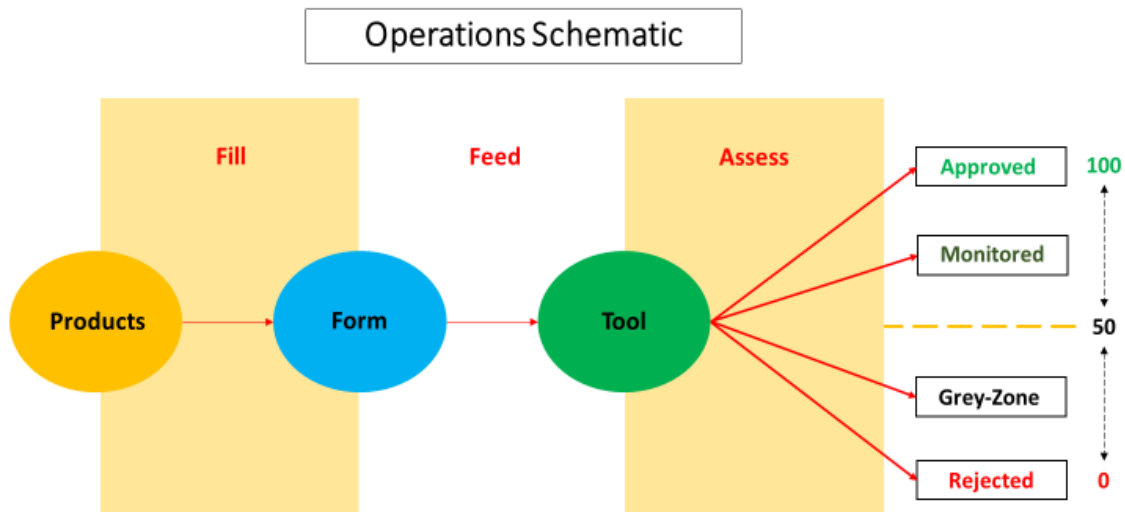 Operations Schematic
Fill
Feed
Assess
Products
Form
Tool
Approved
100
Monitored
50
Grey-Zone
Rejected
0